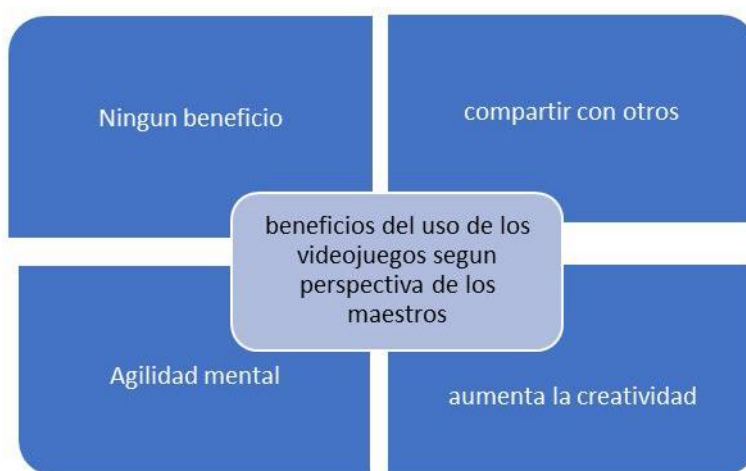 Ningun beneficio
compartir con otros
beneficios del uso de los
videojuegos segun
perspectiva de los
maestros
Agilidad mental
aumenta la creatividad